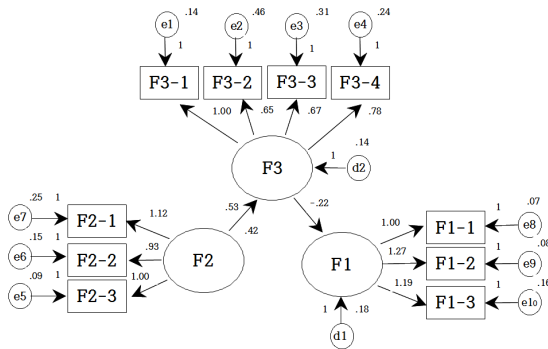 .14 .46 .31 .24
e1 e2 e3 e4
1 1 1 1
F3-1 F3-2 F3-3 F3-4
1.00 .65 .67 .78
.14
F3 1 d2
.53 -.22
.42
.25 1 1.12
e7 F2-1
.15 1 .93
e6 F2-2 F2
.09 1 1.00
e5 F2-3
1.00 1 .07
F1-1 e8
F1 1.27 1 .08
F1-2 e9
1.19 1 .16
F1-3 e10
1 .18
d1